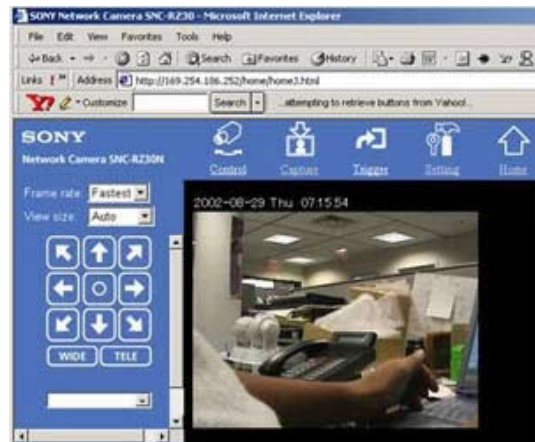 SONY Network Camera SNC-RZ30 - Microsoft Internet Explorer
File Edit View Favorites Tools Help
Back Search Favorites History
Links Address http://169.254.106.252/home/homeJ.html
Y! Customize Search ...attempting to retrieve buttons from Yahoo!...
SONY
Network Camera SNC-RZ30N
Control Capture Trigger Setting Home
Frame rate: Fastest
View size: Auto
2002-08-29 Thu 07:15:54
WIDE TELE